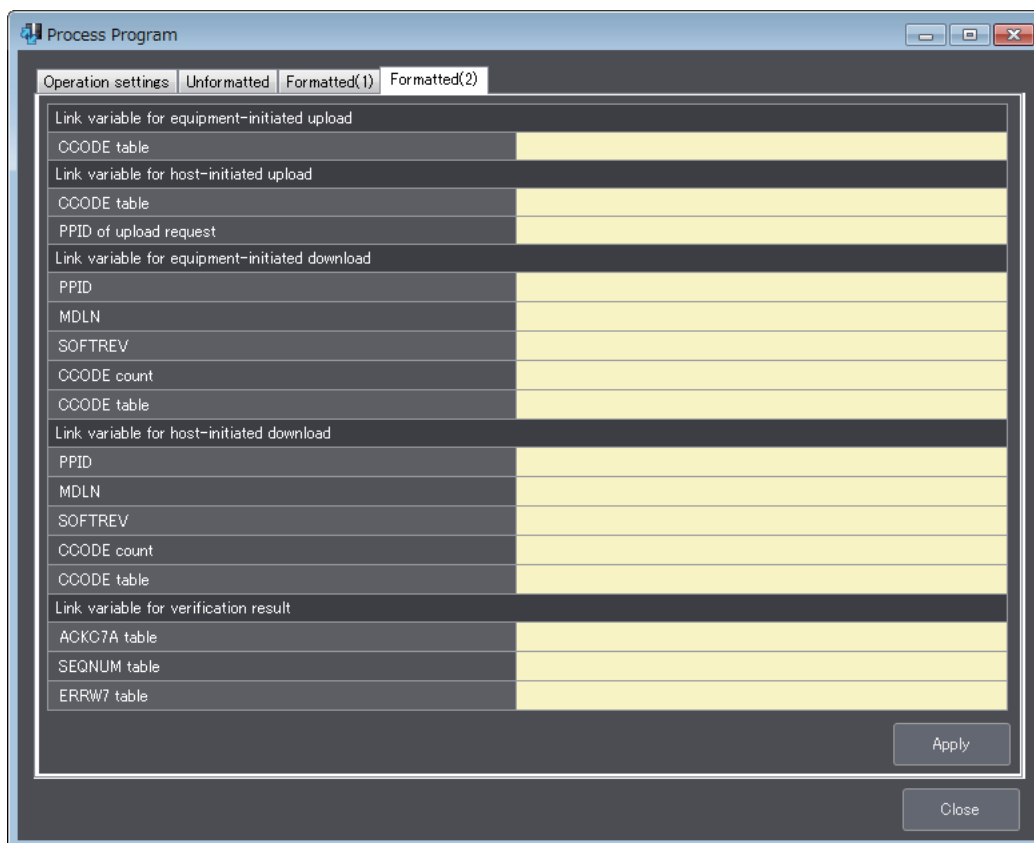 Process Program
Operation settings Unformatted Formatted(1) Formatted(2)
Link variable for equipment-initiated upload
CCODE table
Link variable for host-initiated upload
CCODE table
PPID of upload request
Link variable for equipment-initiated download
PPID
MDLN
SOFTREV
CCODE count
CCODE table
Link variable for host-initiated download
PPID
MDLN
SOFTREV
CCODE count
CCODE table
Link variable for verification result
ACKC7A table
SEQNUM table
ERRW7 table
Apply
Close